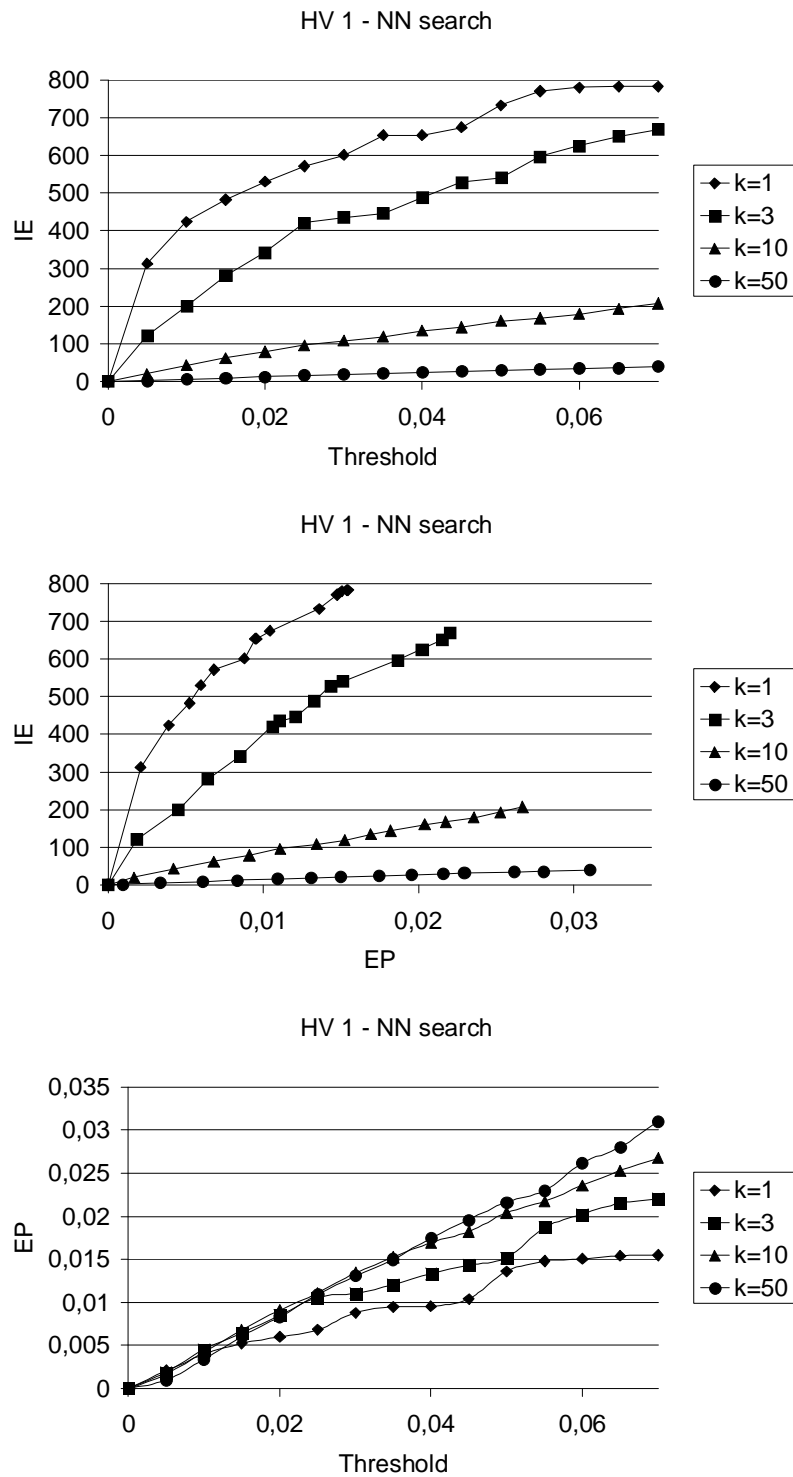 HV 1 - NN search
800
700
600
500
400
300
200
100
0
IE
0 0,02 0,04 0,06
Threshold
k=1
k=3
k=10
k=50
HV 1 - NN search
800
700
600
500
400
300
200
100
0
IE
0 0,01 0,02 0,03
EP
k=1
k=3
k=10
k=50
HV 1 - NN search
0,035
0,03
0,025
0,02
0,015
0,01
0,005
0
EP
0 0,02 0,04 0,06
Threshold
k=1
k=3
k=10
k=50